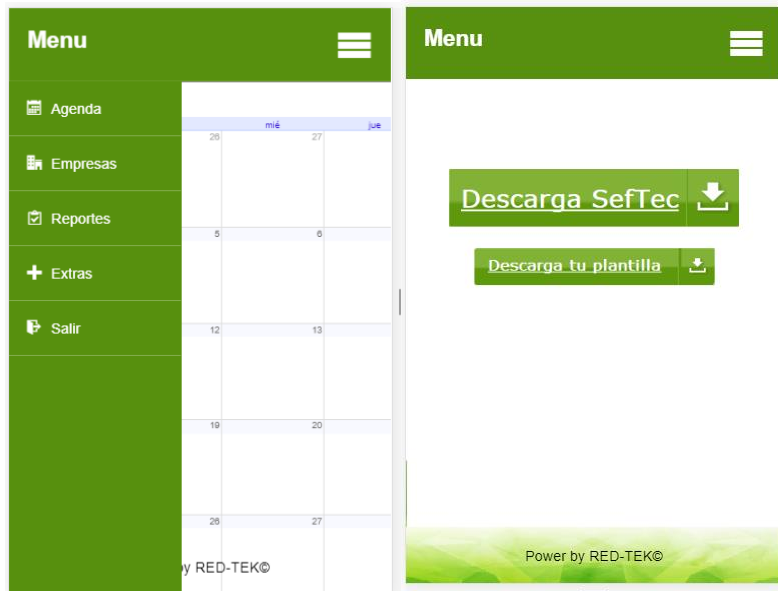 Menu
Agenda
Empresas
Reportes
Extras
Salir
mié
jue
26
27
5
6
12
13
19
20
26
27
by RED-TEK©
Menu
Descarga SefTec
Descarga tu plantilla
Power by RED-TEK©